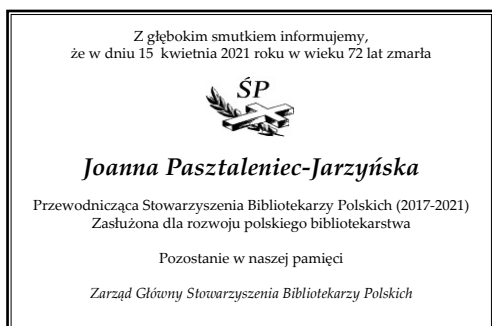 Z głębokim smutkiem informujemy,
że w dniu 15 kwietnia 2021 roku w wieku 72 lat zmarła
ŚP
Joanna Pasztaleniec-Jarzyńska
Przewodnicząca Stowarzyszenia Bibliotekarzy Polskich (2017-2021)
Zasłużona dla rozwoju polskiego bibliotekarstwa
Pozostanie w naszej pamięci
Zarząd Główny Stowarzyszenia Bibliotekarzy Polskich